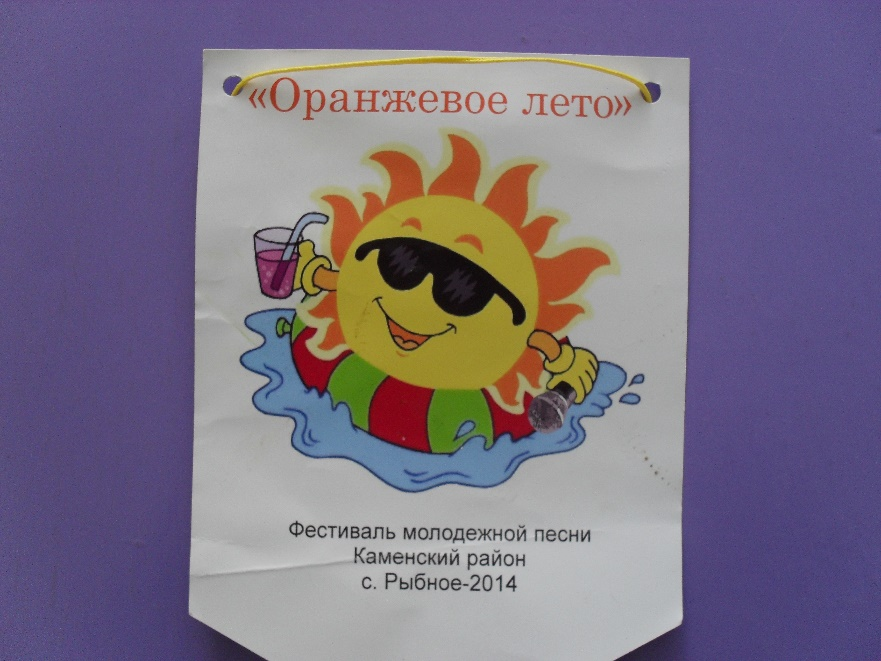 «Оранжевое лето»
Фестиваль молодежной песни
Каменский район
с. Рыбное-2014